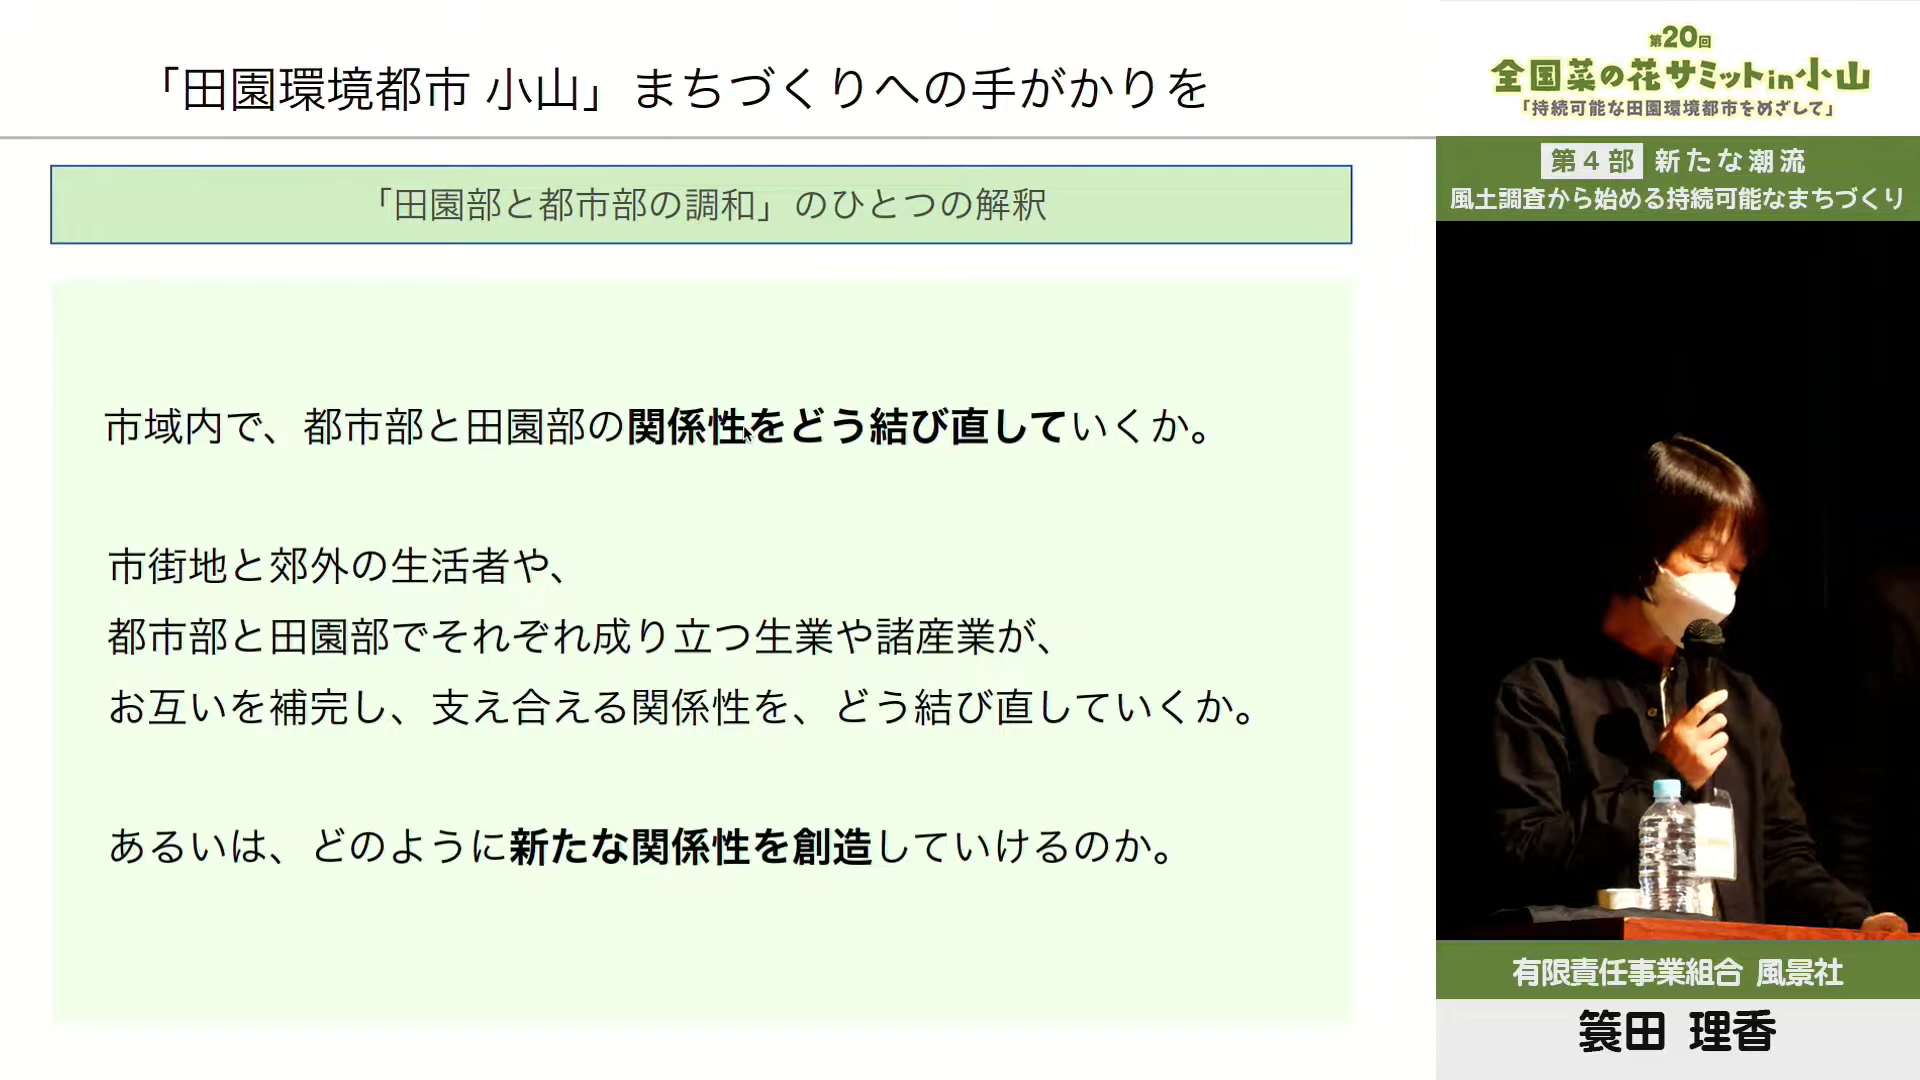 「田園環境都市 小山」まちづくりへの手がかりを
「田園部と都市部の調和」のひとつの解釈
市域内で、都市部と田園部の関係性をどう結び直していくか。
市街地と郊外の生活者や、
都市部と田園部でそれぞれ成り立つ生業や諸産業が、
お互いを補完し、支え合える関係性を、どう結び直していくか。
あるいは、どのように新たな関係性を創造していけるのか。
第20回
全国菜の花サミットin小山
「持続可能な田園環境都市をめざして」
第4部 新たな潮流
風土調査から始める持続可能なまちづくり
有限責任事業組合 風景社
簑田 理香